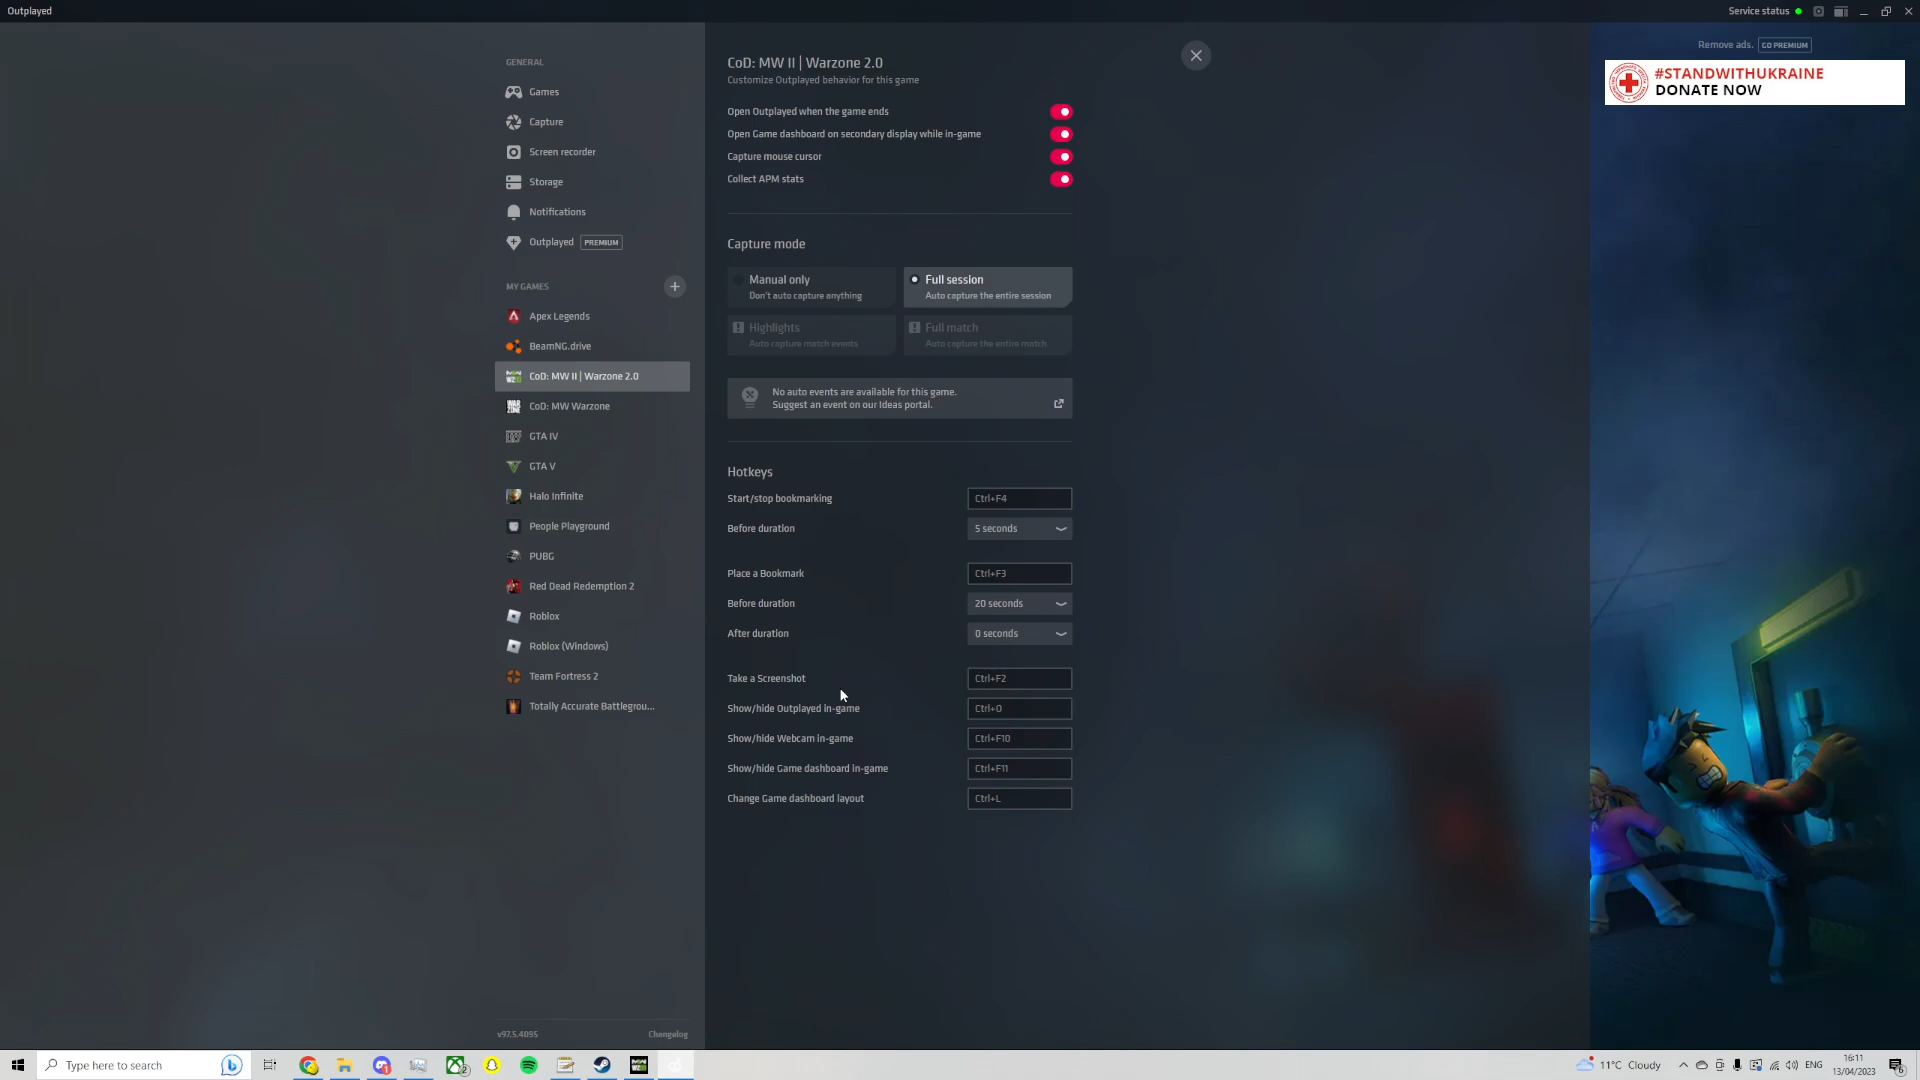 Outplayed
Service status
GENERAL
Games
Capture
Screen recorder
Storage
Notifications
Outplayed PREMIUM
MY GAMES
Apex Legends
BeamNG.drive
CoD: MW II | Warzone 2.0
CoD: MW Warzone
GTA IV
GTA V
Halo Infinite
People Playground
PUBG
Red Dead Redemption 2
Roblox
Roblox (Windows)
Team Fortress 2
Totally Accurate Battlegrou...
v97.5.4095
Changelog
CoD: MW II | Warzone 2.0
Customize Outplayed behavior for this game
Open Outplayed when the game ends
Open Game dashboard on secondary display while in-game
Capture mouse cursor
Collect APM stats
Capture mode
Manual only
Don't auto capture anything
Full session
Auto capture the entire session
Highlights
Auto capture match events
Full match
Auto capture the entire match
No auto events are available for this game.
Suggest an event on our Ideas portal.
Hotkeys
Start/stop bookmarking Ctrl+F4
Before duration 5 seconds
Place a Bookmark Ctrl+F3
Before duration 20 seconds
After duration 0 seconds
Take a Screenshot Ctrl+F2
Show/hide Outplayed in-game Ctrl+O
Show/hide Webcam in-game Ctrl+F10
Show/hide Game dashboard in-game Ctrl+F11
Change Game dashboard layout Ctrl+L
Remove ads. GO PREMIUM
#STANDWITHUKRAINE
DONATE NOW
Type here to search
11°C Cloudy
ENG
16:11
13/04/2023